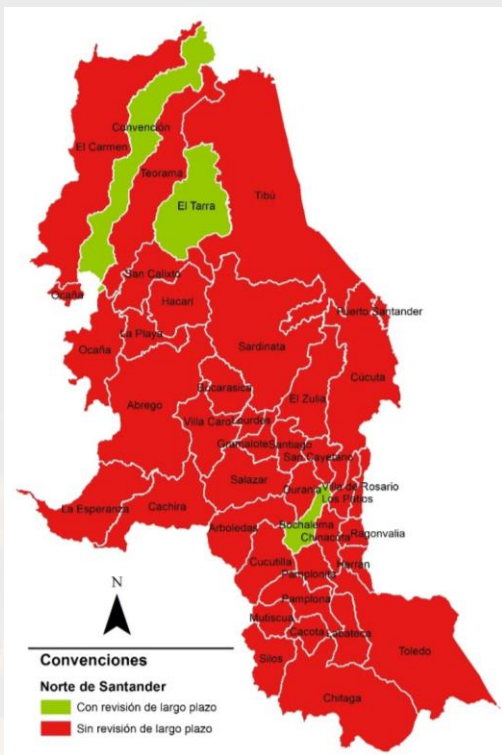 Convención
El Carmen
Teorama
El Tarra
Tibú
San Calixto
Ocaña
Hacarí
Puerto Santander
La Playa
Ocaña
Sardinata
Cúcuta
Bucarasica
El Zulia
Abrego
Villa Caro
Lourdes
Gramalote
Santiago
San Cayetano
Salazar
Durania
Villa de Rosario
Los Patios
La Esperanza
Cachira
Arboledas
Bochalema
Chinacota
Ragonvalia
Cucutilla
Herran
Pamplonita
Pamplona
Mutiscua
Cacota
Labateca
Toledo
Silos
Chitaga
N
Convenciones
Norte de Santander
Con revisión de largo plazo
Sin revisión de largo plazo